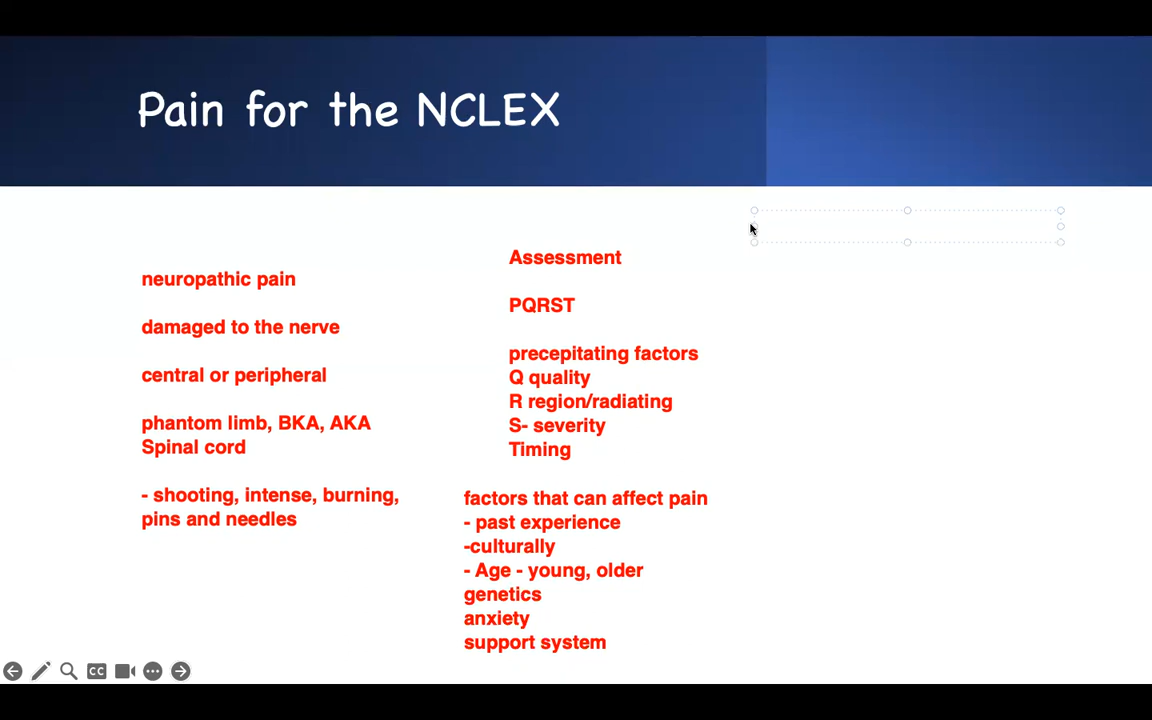 Pain for the NCLEX
neuropathic pain
damaged to the nerve
central or peripheral
phantom limb, BKA, AKA
Spinal cord
- shooting, intense, burning,
pins and needles
Assessment
PQRST
precepitating factors
Q quality
R region/radiating
S- severity
Timing
factors that can affect pain
- past experience
-culturally
- Age - young, older
genetics
anxiety
support system
CC